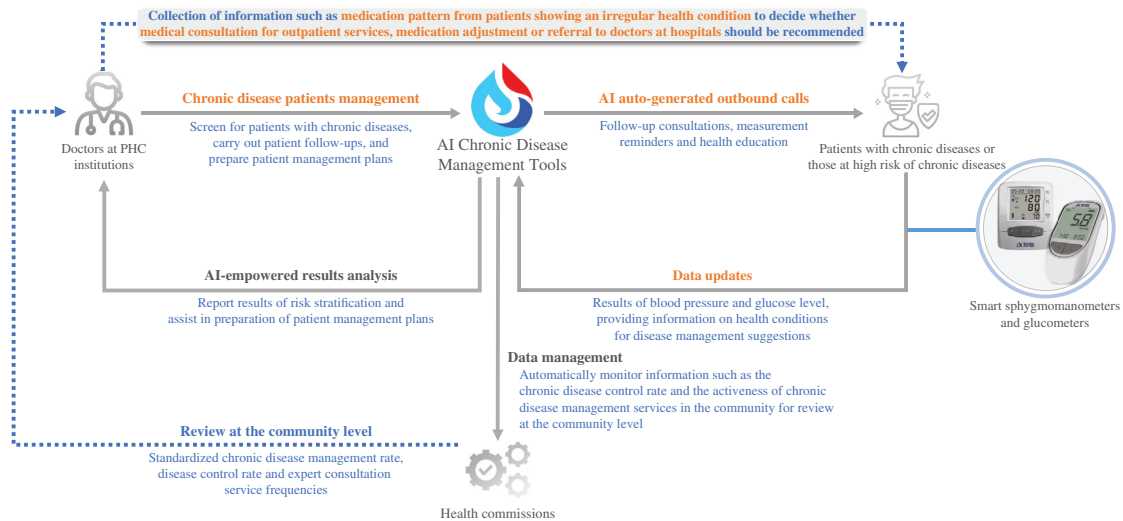 Collection of information such as medication pattern from patients showing an irregular health condition to decide whether
medical consultation for outpatient services, medication adjustment or referral to doctors at hospitals should be recommended
Chronic disease patients management
Screen for patients with chronic diseases,
carry out patient follow-ups, and
prepare patient management plans
Doctors at PHC
institutions
AI Chronic Disease
Management Tools
AI auto-generated outbound calls
Follow-up consultations, measurement
reminders and health education
Patients with chronic diseases or
those at high risk of chronic diseases
120
80
5.8
AI-empowered results analysis
Report results of risk stratification and
assist in preparation of patient management plans
Data updates
Results of blood pressure and glucose level,
providing information on health conditions
for disease management suggestions
Smart sphygmomanometers
and glucometers
Data management
Automatically monitor information such as the
chronic disease control rate and the activeness of chronic
disease management services in the community for review
at the community level
Review at the community level
Standardized chronic disease management rate,
disease control rate and expert consultation
service frequencies
Health commissions